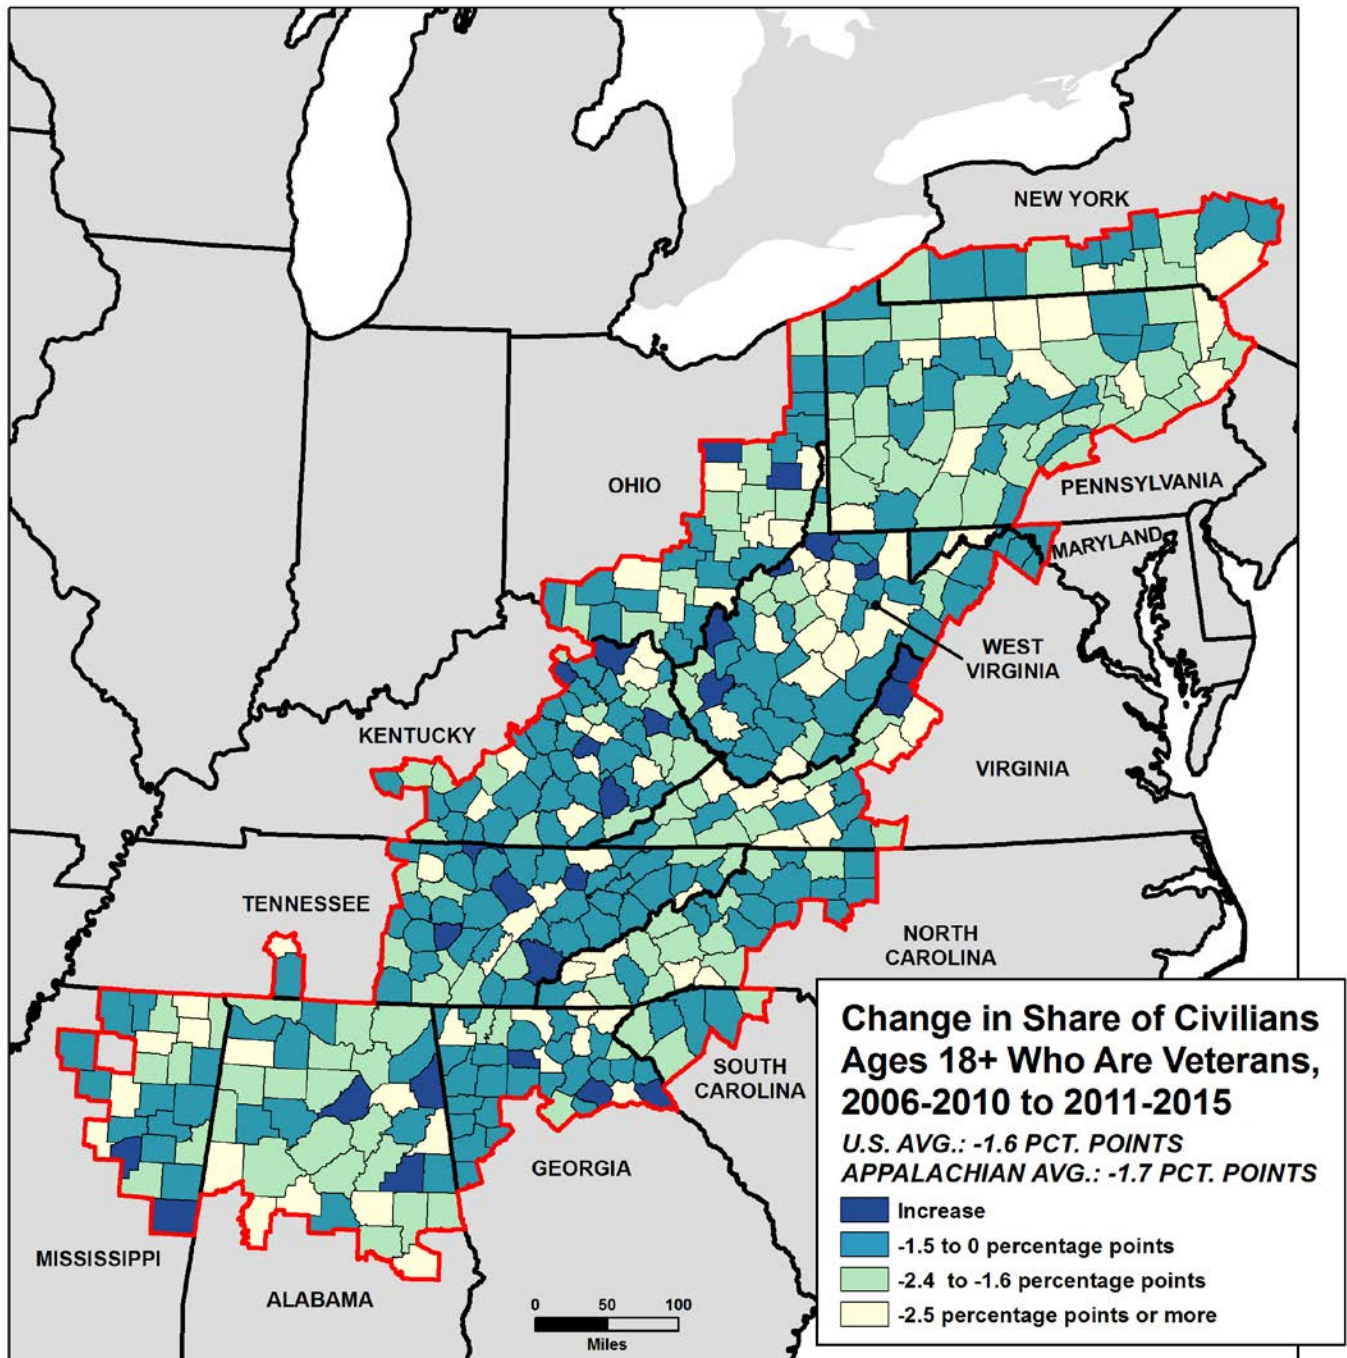 NEW YORK
OHIO
PENNSYLVANIA
MARYLAND
WEST
VIRGINIA
KENTUCKY
VIRGINIA
TENNESSEE
NORTH
CAROLINA
SOUTH
CAROLINA
GEORGIA
MISSISSIPPI
ALABAMA
0 50 100
Miles
Change in Share of Civilians
Ages 18+ Who Are Veterans,
2006-2010 to 2011-2015
U.S. AVG.: -1.6 PCT. POINTS
APPALACHIAN AVG.: -1.7 PCT. POINTS
Increase
-1.5 to 0 percentage points
-2.4 to -1.6 percentage points
-2.5 percentage points or more